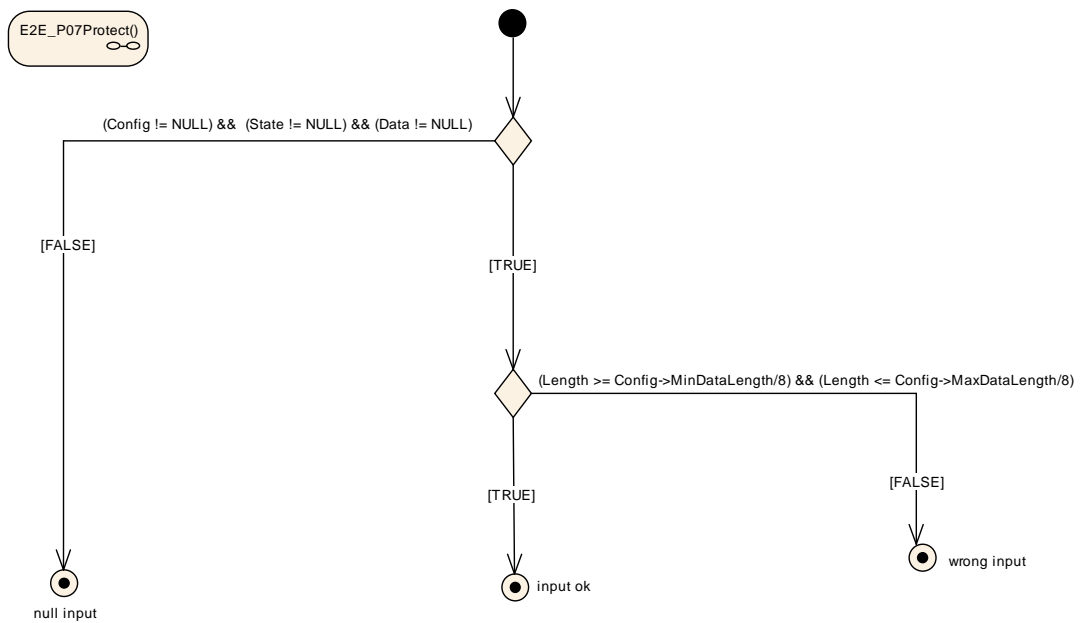 E2E_P07Protect()
(Config != NULL) &&  (State != NULL) && (Data != NULL)
[FALSE]
[TRUE]
(Length >= Config->MinDataLength/8) && (Length <= Config->MaxDataLength/8)
[FALSE]
[TRUE]
wrong input
input ok
null input